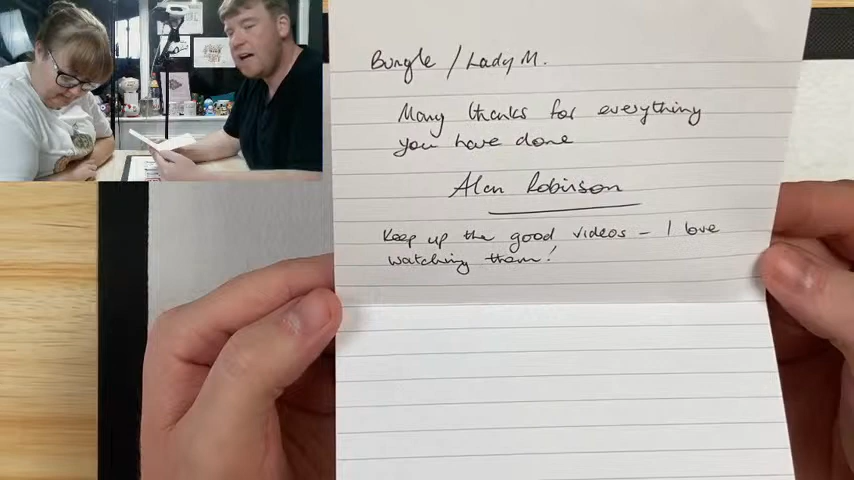 Bungle / Lady M.
Many thanks for everything
you have done
Alan Robinson
Keep up the good videos – I love
watching them!